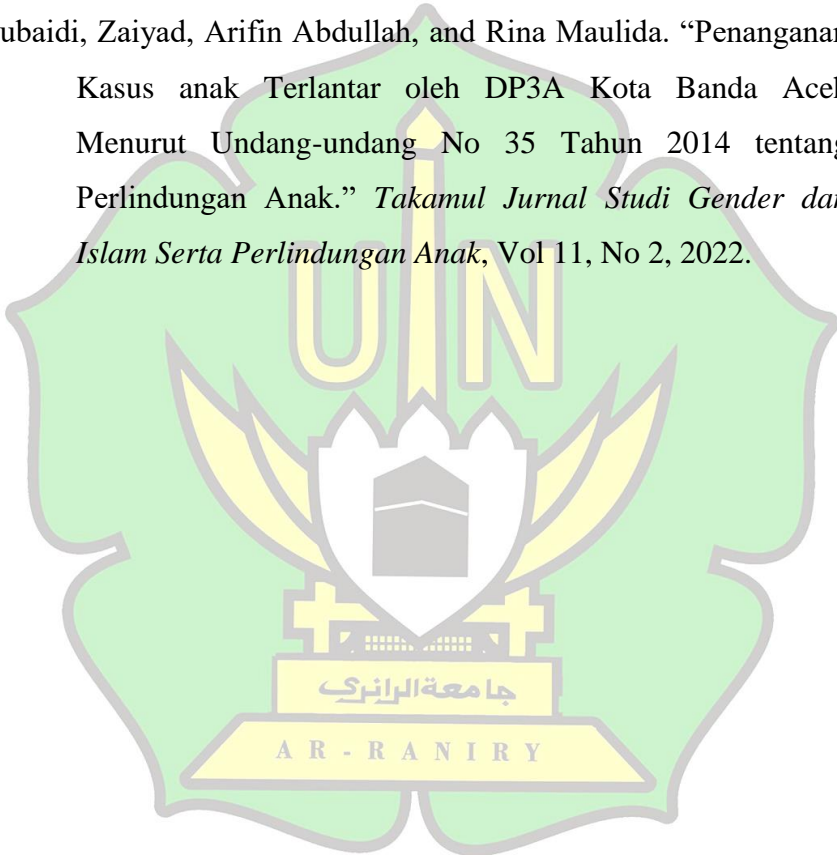 ubaidi, Zaiyad, Arifin Abdullah, and Rina Maulida. “Penanganan
Kasus anak Terlantar oleh DP3A Kota Banda Aceh
Menurut Undang-undang No 35 Tahun 2014 tentang
Perlindungan Anak.” Takamul Jurnal Studi Gender dan
Islam Serta Perlindungan Anak, Vol 11, No 2, 2022.
UIN
جامعةالرانري
AR-RANIRY